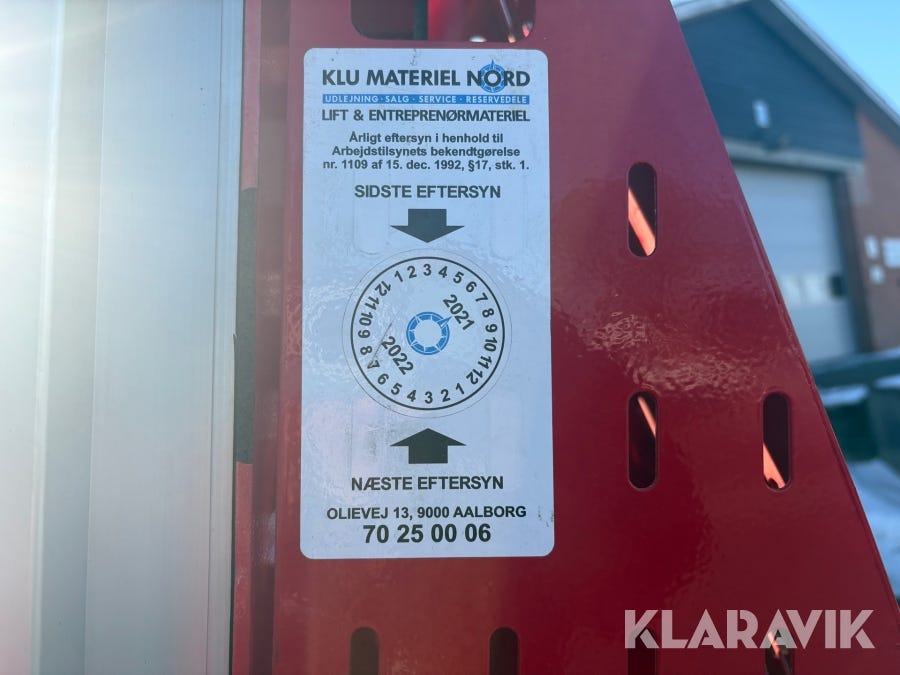 KLU MATERIEL NORD
UDLEJNING · SALG · SERVICE · RESERVEDELE
LIFT & ENTREPRENØRMATERIEL
Årligt eftersyn i henhold til
Arbejdstilsynets bekendtgørelse
nr. 1109 af 15. dec. 1992, §17, stk. 1.
SIDSTE EFTERSYN
1 2 3 4 5 6 7 8 9 10 11 12
2021
1 2 3 4 5 6 7 8 9 10 11 12
2022
NÆSTE EFTERSYN
OLIEVEJ 13, 9000 AALBORG
70 25 00 06
KLARAVIK